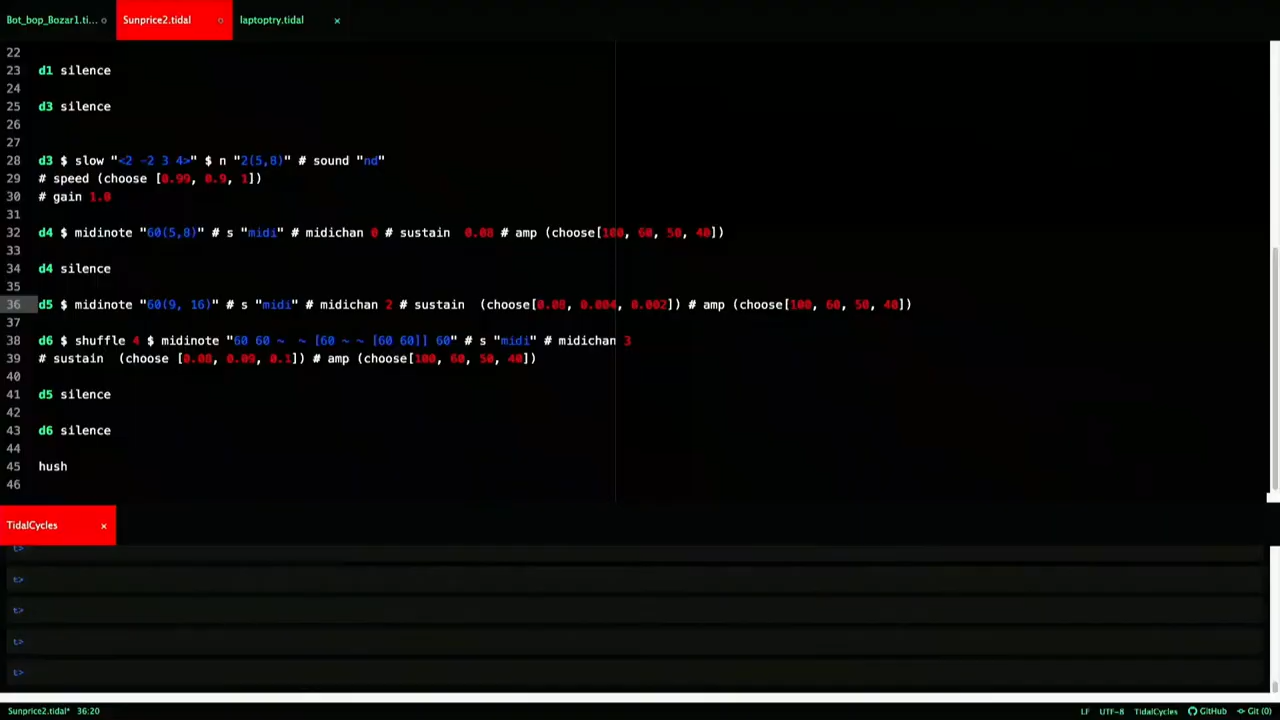 Bot_bop_Bozar1.ti...
Sunprice2.tidal
laptoptry.tidal ×
22
23 d1 silence
24
25 d3 silence
26
27
28 d3 $ slow "<2 -2 3 4>" $ n "2(5,8)" # sound "nd"
29 # speed (choose [0.99, 0.9, 1])
30 # gain 1.0
31
32 d4 $ midinote "60(5,8)" # s "midi" # midichan 0 # sustain  0.08 # amp (choose[100, 60, 50, 40])
33
34 d4 silence
35
36 d5 $ midinote "60(9, 16)" # s "midi" # midichan 2 # sustain  (choose[0.08, 0.004, 0.002]) # amp (choose[100, 60, 50, 40])
37
38 d6 $ shuffle 4 $ midinote "60 60 ~  ~ [60 ~ ~ [60 60]] 60" # s "midi" # midichan 3
39 # sustain  (choose [0.08, 0.09, 0.1]) # amp (choose[100, 60, 50, 40])
40
41 d5 silence
42
43 d6 silence
44
45 hush
46
TidalCycles ×
t>
t>
t>
t>
t>
Sunprice2.tidal* 36:20 LF UTF-8 TidalCycles GitHub Git (0)